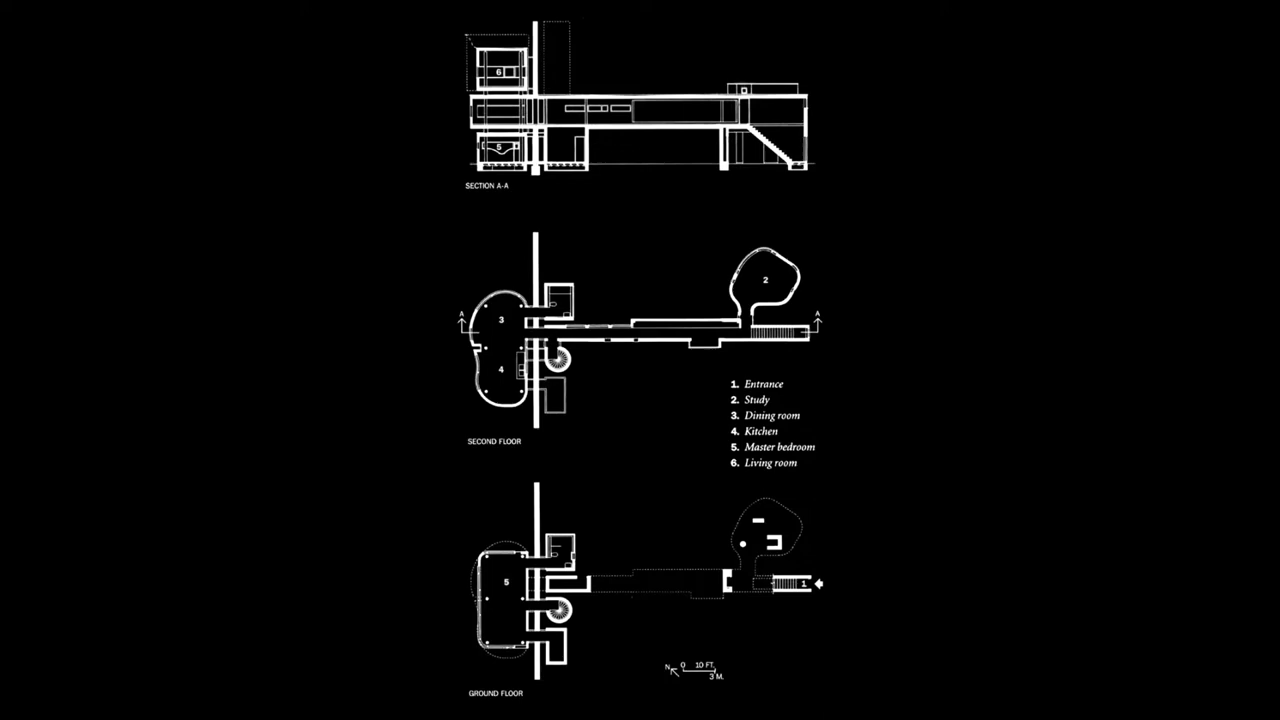 6
5
SECTION A-A
2
A
3
A
4
1. Entrance
2. Study
3. Dining room
4. Kitchen
5. Master bedroom
6. Living room
SECOND FLOOR
5
1
N 0 10 FT.
3 M.
GROUND FLOOR